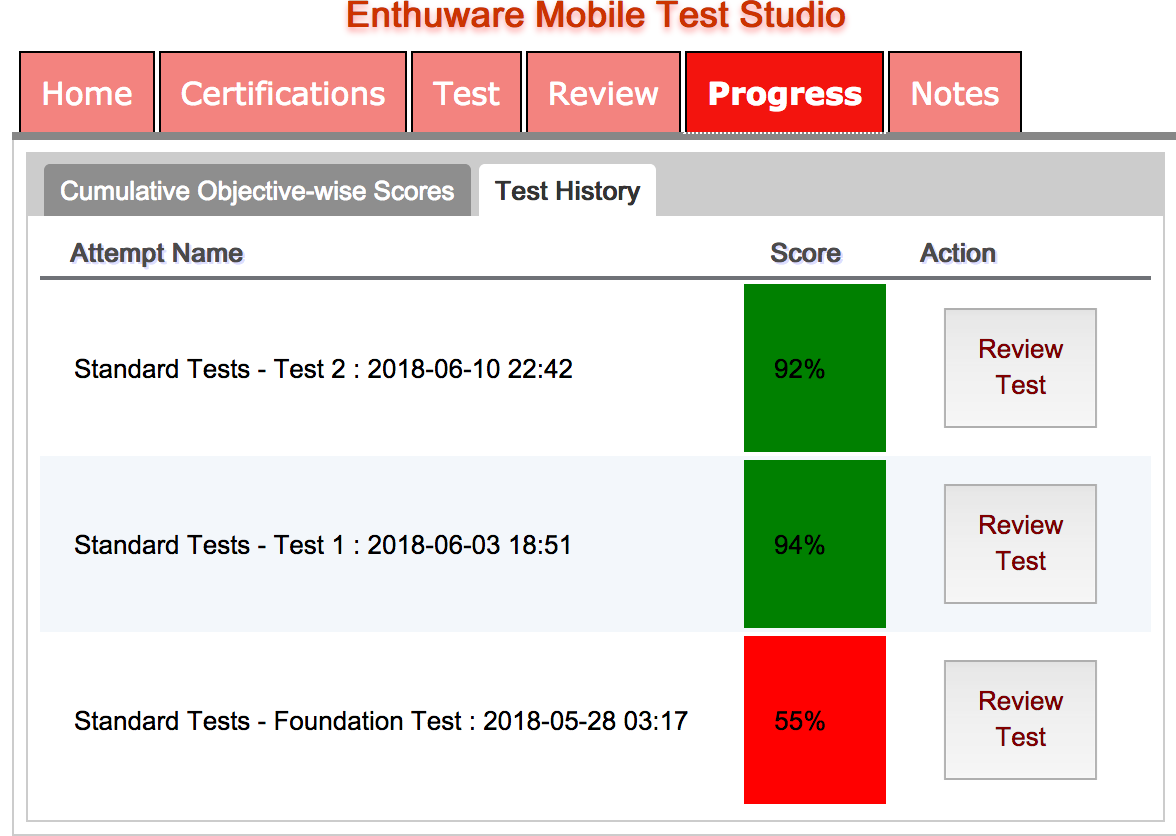 Enthuware Mobile Test Studio
Home Certifications Test Review Progress Notes
Cumulative Objective-wise Scores Test History
Attempt Name Score Action
Standard Tests - Test 2 : 2018-06-10 22:42 92% Review Test
Standard Tests - Test 1 : 2018-06-03 18:51 94% Review Test
Standard Tests - Foundation Test : 2018-05-28 03:17 55% Review Test